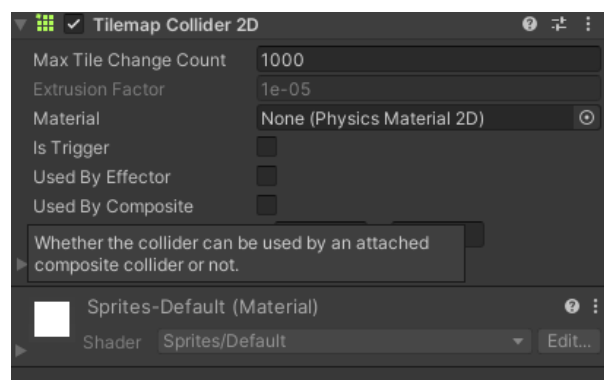 Tilemap Collider 2D
Max Tile Change Count 1000
Extrusion Factor 1e-05
Material None (Physics Material 2D)
Is Trigger
Used By Effector
Used By Composite
Whether the collider can be used by an attached
composite collider or not.
Sprites-Default (Material)
Shader Sprites/Default Edit...